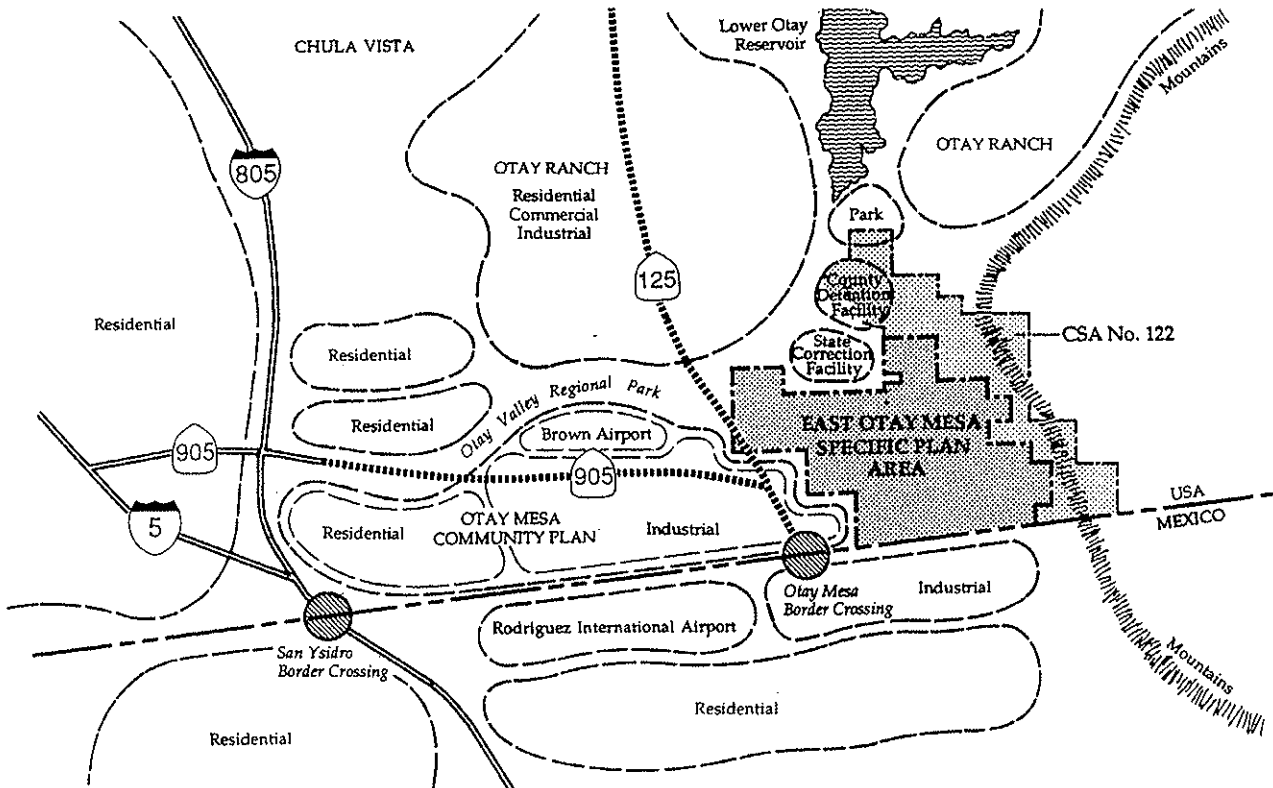 Lower Otay
Reservoir
CHULA VISTA
Mountains
805
OTAY RANCH
Residential
Commercial
Industrial
OTAY RANCH
Park
125
County
Detention
Facility
Residential
CSA No. 122
State
Correction
Facility
Residential
Otay Valley Regional Park
Residential
Brown Airport
EAST OTAY MESA
SPECIFIC PLAN
AREA
905
905
5
Residential
OTAY MESA
COMMUNITY PLAN
Industrial
USA
MEXICO
Otay Mesa
Border Crossing
Industrial
Rodriguez International Airport
San Ysidro
Border Crossing
Mountains
Residential
Residential